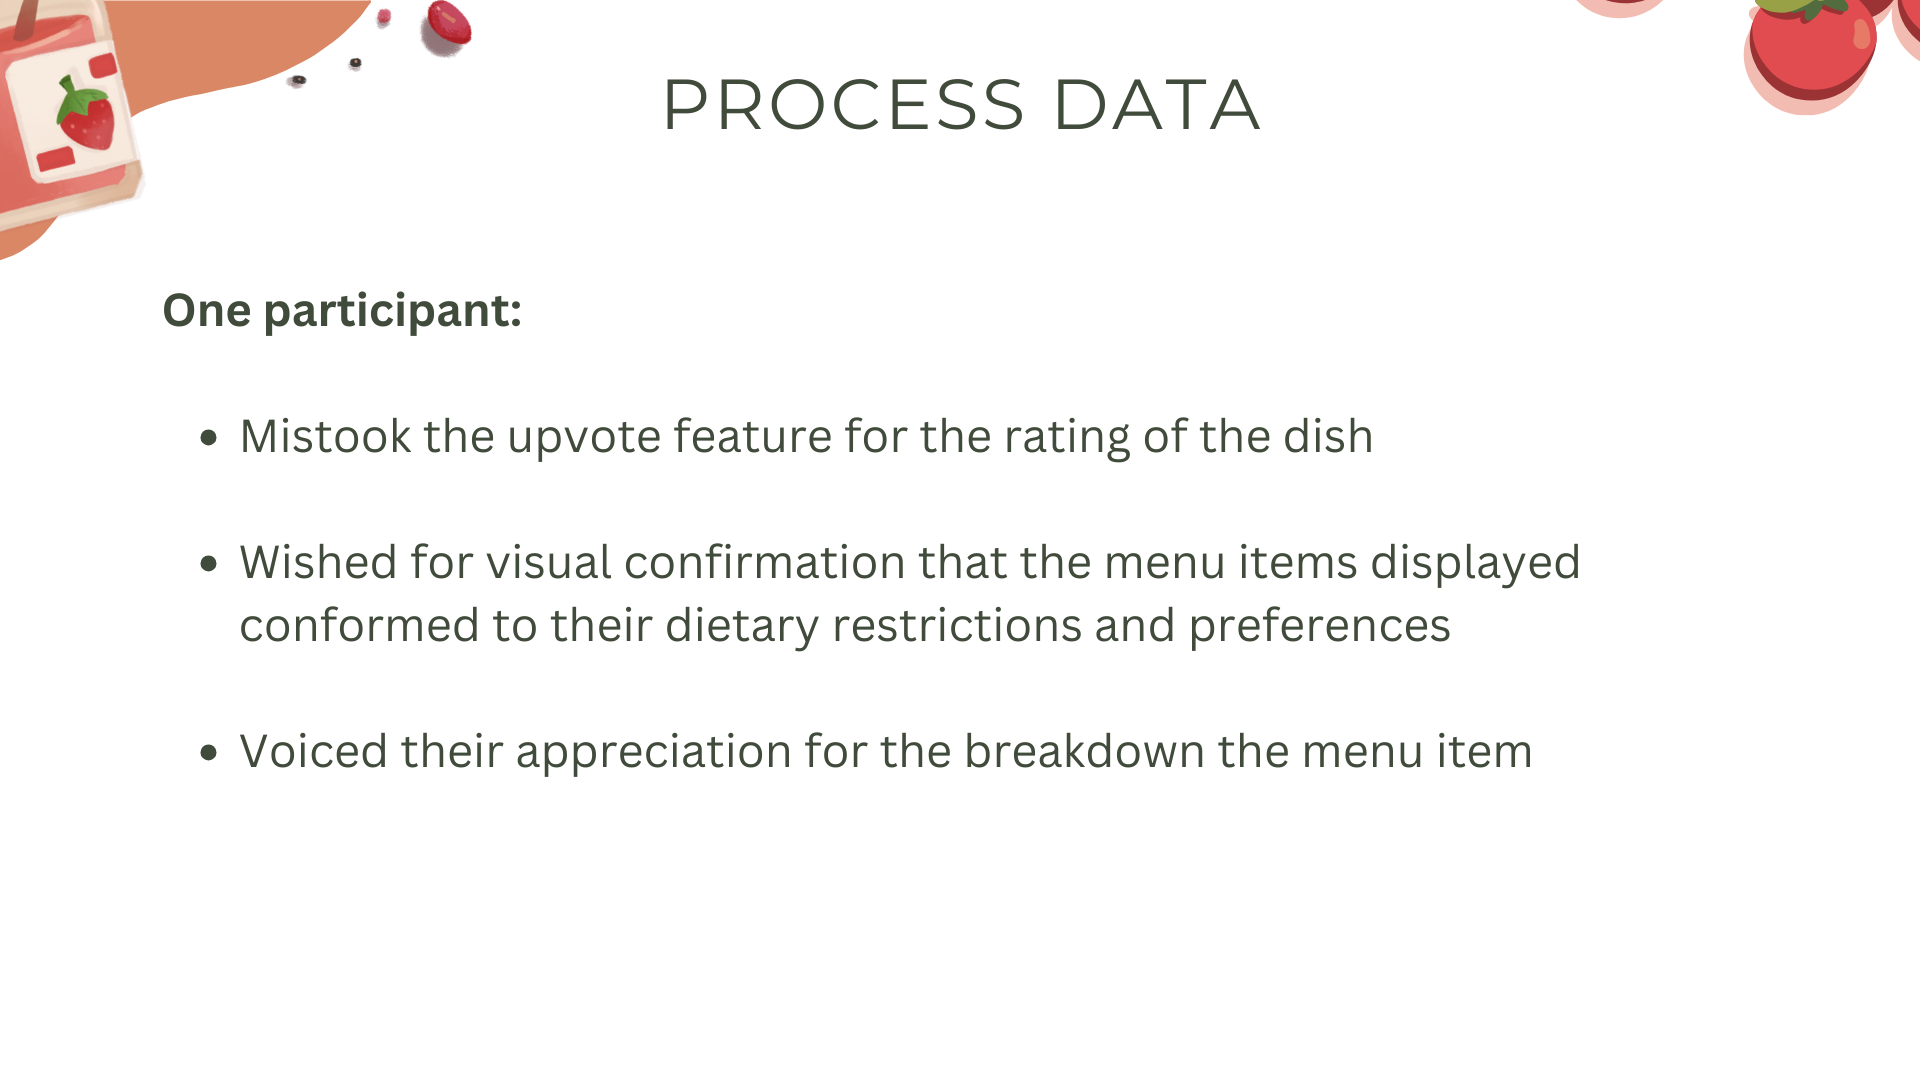 PROCESS DATA
One participant:
• Mistook the upvote feature for the rating of the dish
• Wished for visual confirmation that the menu items displayed
conformed to their dietary restrictions and preferences
• Voiced their appreciation for the breakdown the menu item